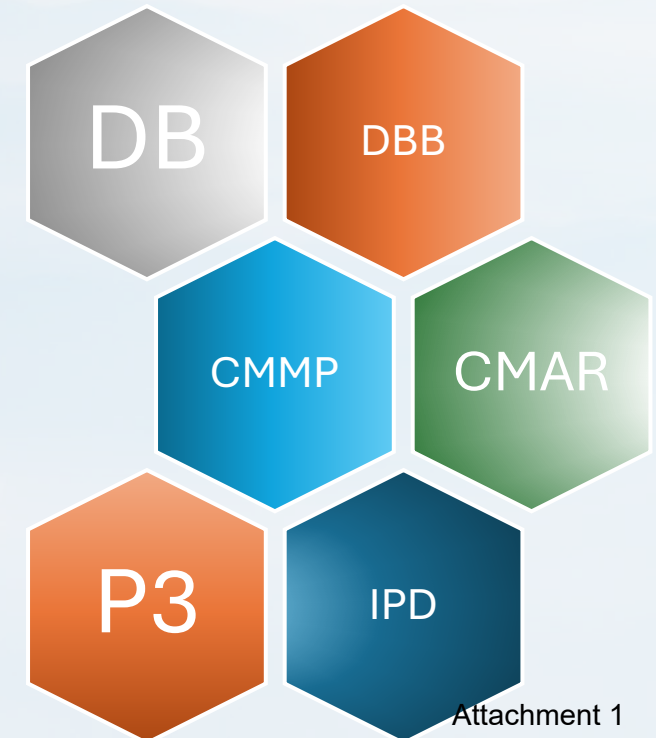 DB
DBB
CMMP
CMAR
P3
IPD
Attachment 1